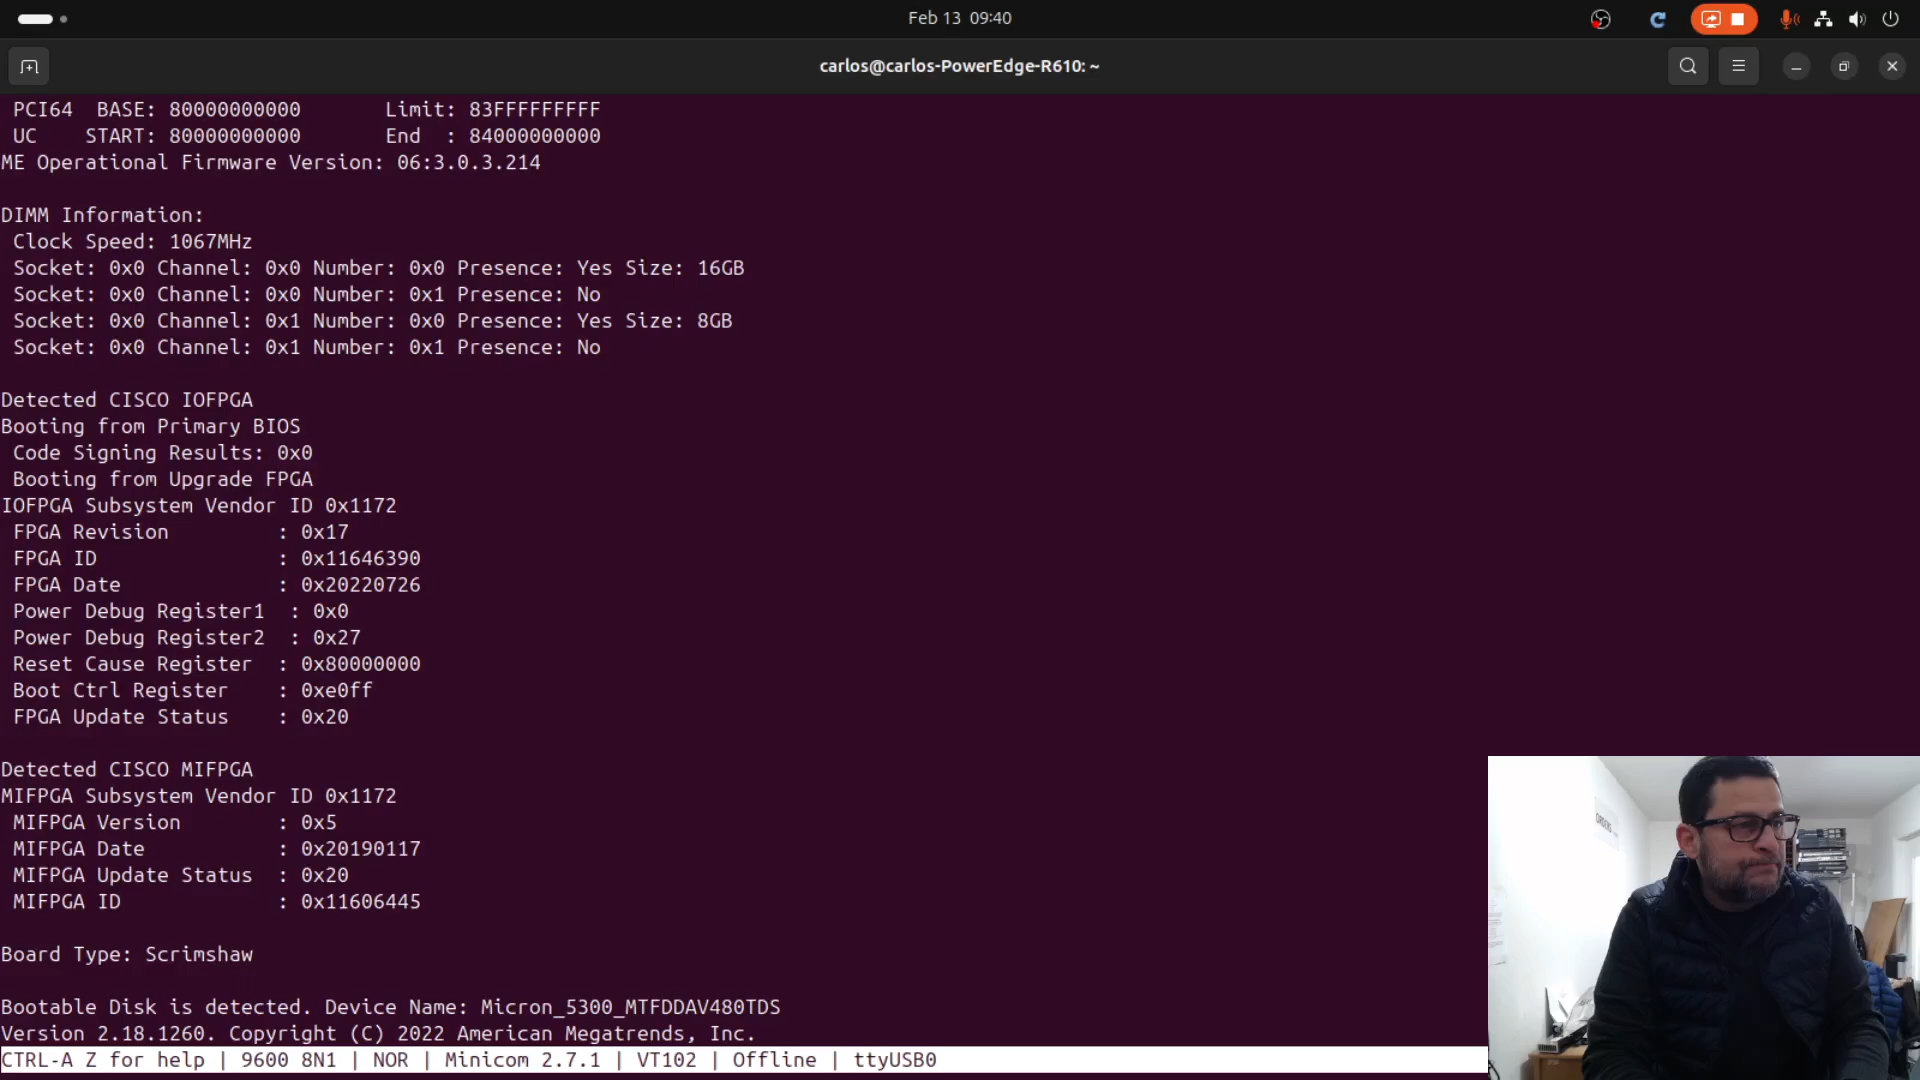 Feb 13 09:40
carlos@carlos-PowerEdge-R610: ~
PCI64 BASE: 80000000000 Limit: 83FFFFFFFFF
UC START: 80000000000 End : 84000000000
ME Operational Firmware Version: 06:3.0.3.214
DIMM Information:
Clock Speed: 1067MHz
Socket: 0x0 Channel: 0x0 Number: 0x0 Presence: Yes Size: 16GB
Socket: 0x0 Channel: 0x0 Number: 0x1 Presence: No
Socket: 0x0 Channel: 0x1 Number: 0x0 Presence: Yes Size: 8GB
Socket: 0x0 Channel: 0x1 Number: 0x1 Presence: No
Detected CISCO IOFPGA
Booting from Primary BIOS
Code Signing Results: 0x0
Booting from Upgrade FPGA
IOFPGA Subsystem Vendor ID 0x1172
FPGA Revision : 0x17
FPGA ID : 0x11646390
FPGA Date : 0x20220726
Power Debug Register1 : 0x0
Power Debug Register2 : 0x27
Reset Cause Register : 0x80000000
Boot Ctrl Register : 0xe0ff
FPGA Update Status : 0x20
Detected CISCO MIFPGA
MIFPGA Subsystem Vendor ID 0x1172
MIFPGA Version : 0x5
MIFPGA Date : 0x20190117
MIFPGA Update Status : 0x20
MIFPGA ID : 0x11606445
Board Type: Scrimshaw
Bootable Disk is detected. Device Name: Micron_5300_MTFDDAV480TDS
Version 2.18.1260. Copyright (C) 2022 American Megatrends, Inc.
CTRL-A Z for help | 9600 8N1 | NOR | Minicom 2.7.1 | VT102 | Offline | ttyUSB0